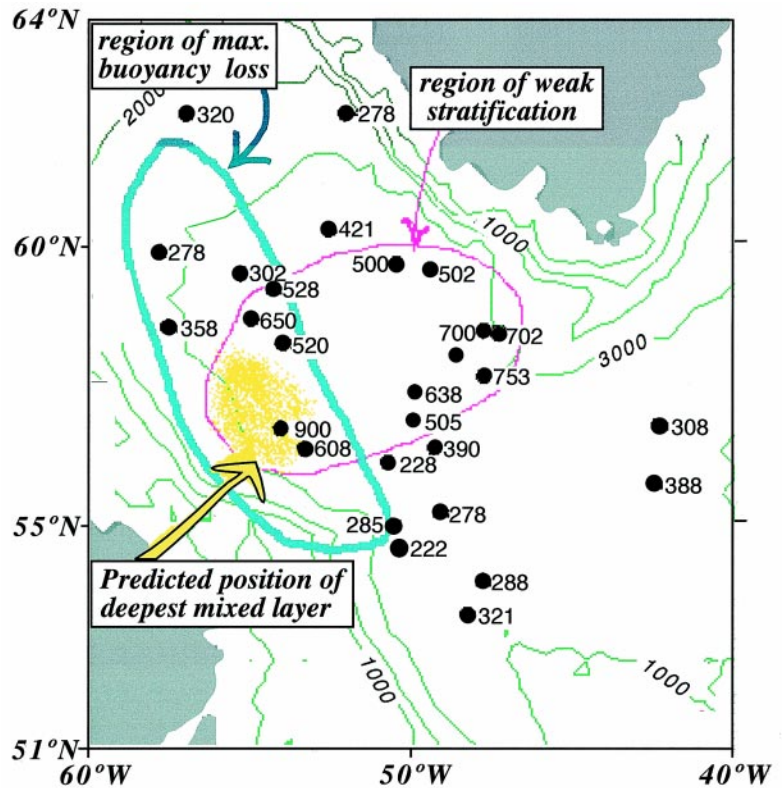 64°N
region of max.
buoyancy loss
region of weak
stratification
2000
320
278
1000
60°N
421
278
500
502
302
528
650
358
700
702
520
3000
753
638
505
308
900
608
390
228
388
55°N
285
278
222
Predicted position of
deepest mixed layer
288
321
1000
1000
51°N
60°W
50°W
40°W